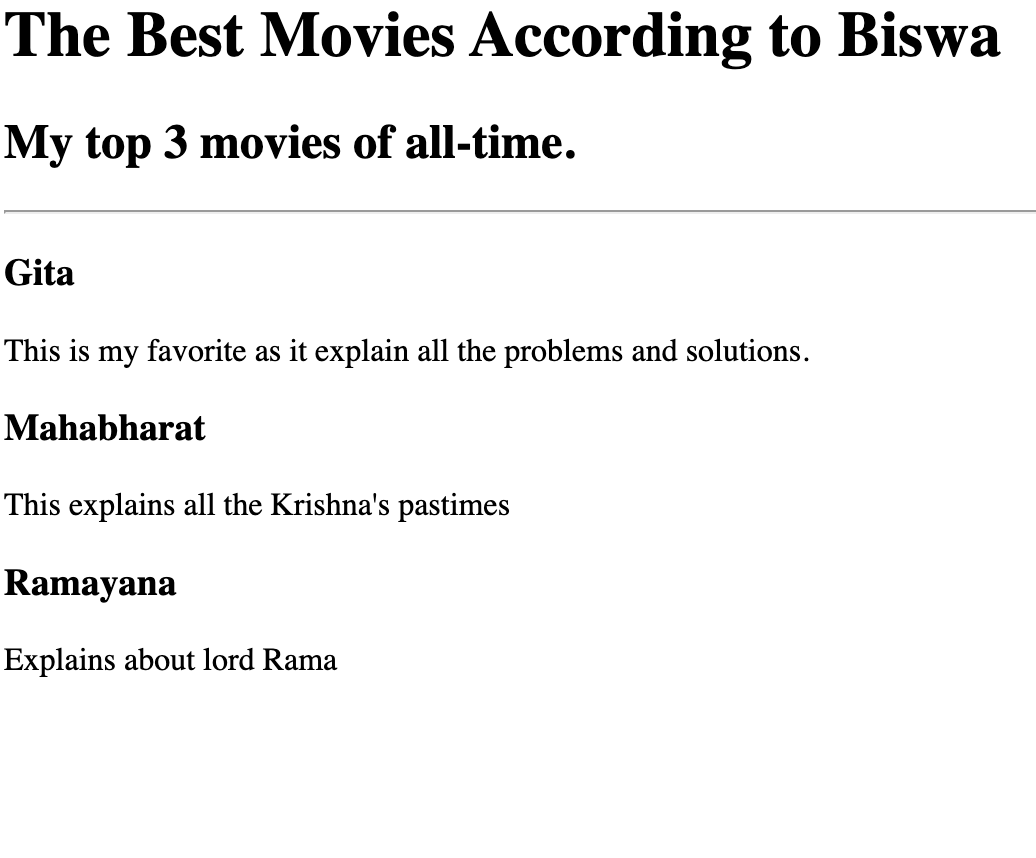 The Best Movies According to Biswa
My top 3 movies of all-time.
Gita
This is my favorite as it explain all the problems and solutions.
Mahabharat
This explains all the Krishna's pastimes
Ramayana
Explains about lord Rama